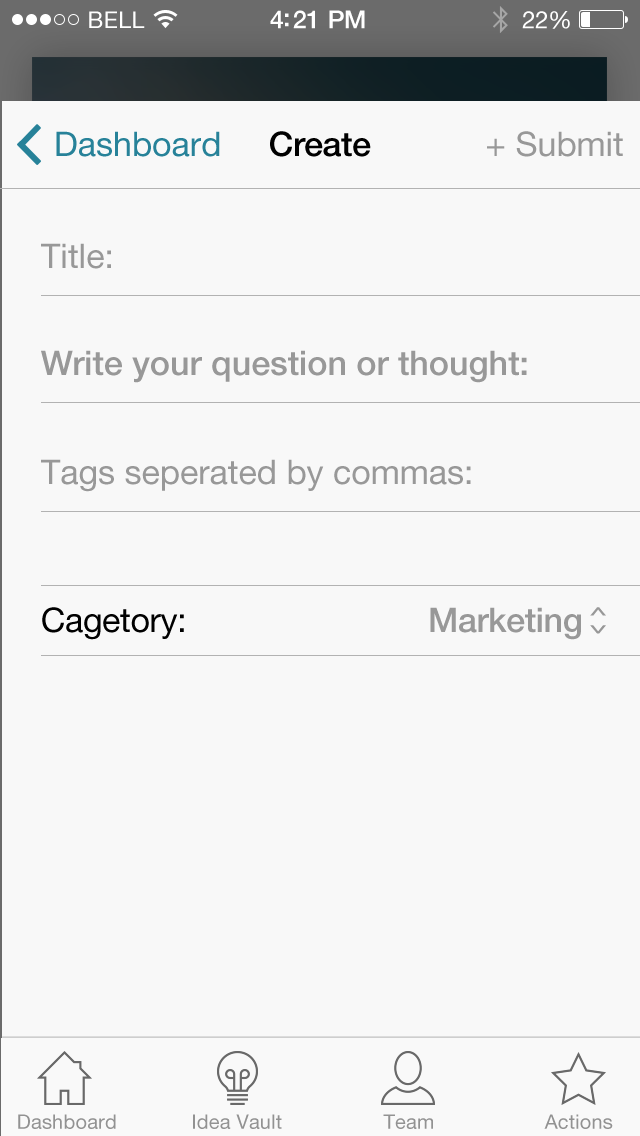 BELL 4:21 PM 22%
Dashboard Create + Submit
Title:
Write your question or thought:
Tags seperated by commas:
Cagetory: Marketing
Dashboard Idea Vault Team Actions